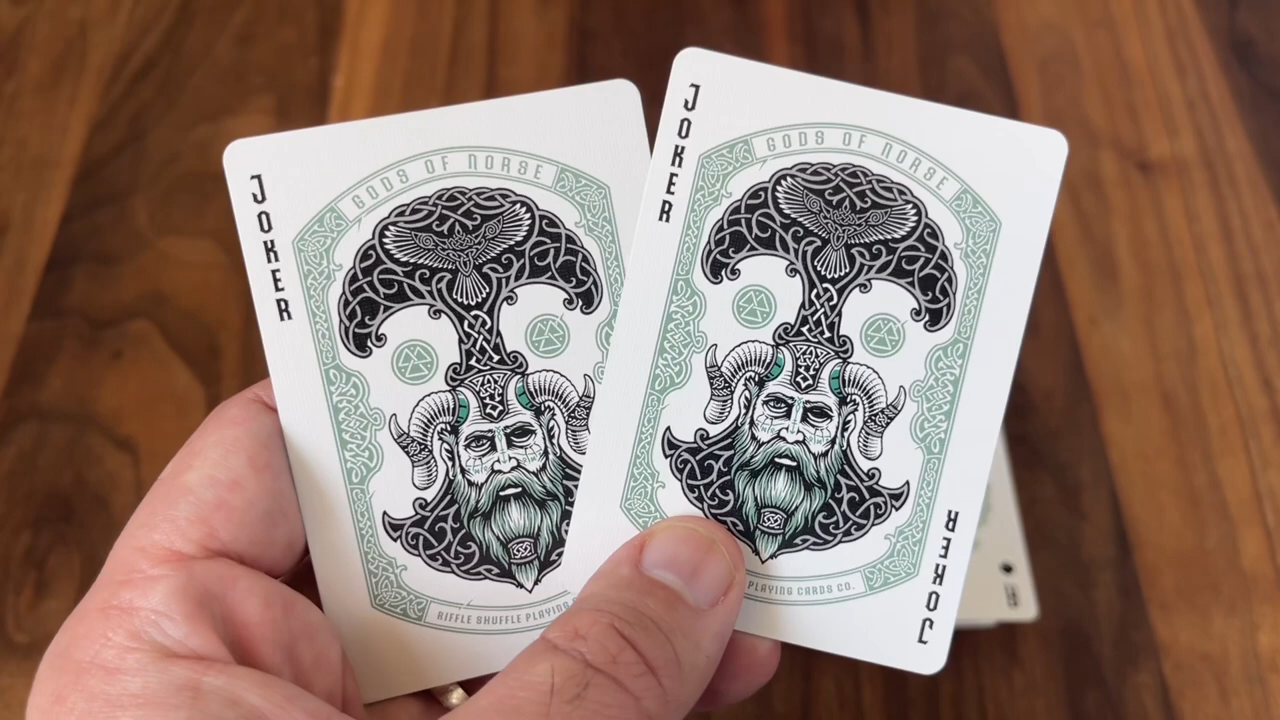 JOKER
GODS OF NORSE
RIFFLE SHUFFLE PLAYING
JOKER
GODS OF NORSE
PLAYING CARDS CO.
JOKER